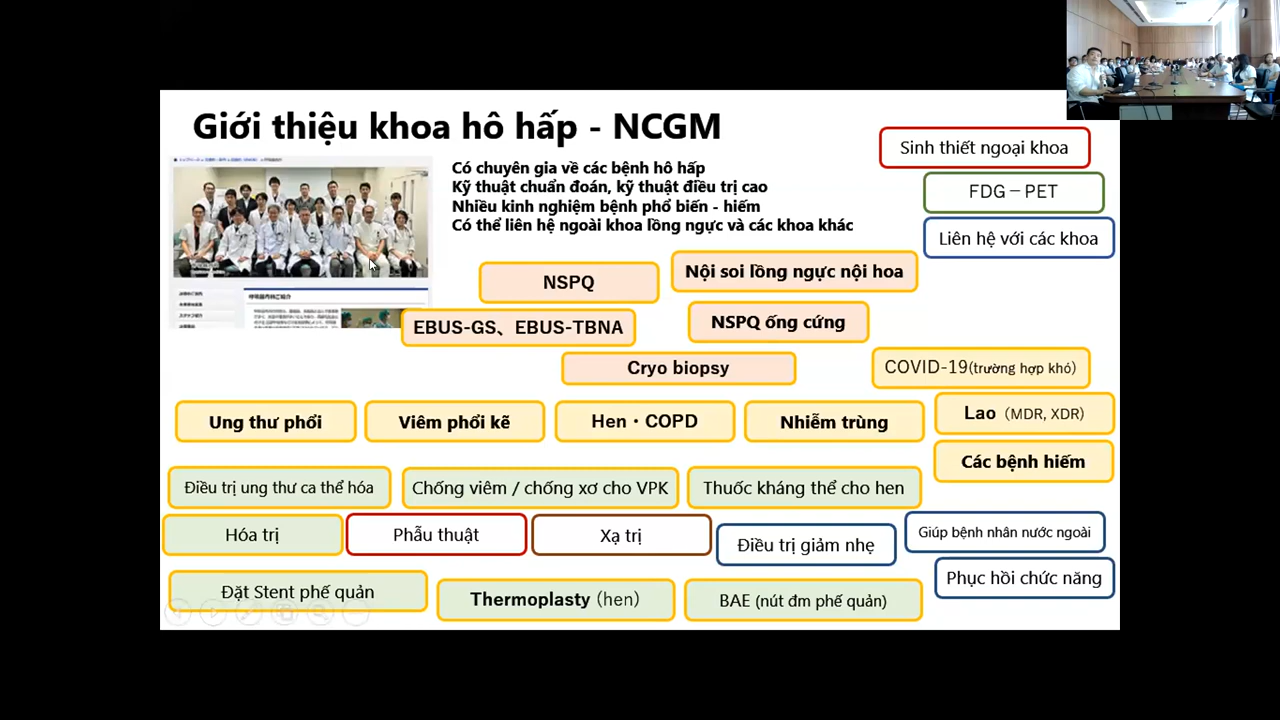 Giới thiệu khoa hô hấp - NCGM
Có chuyên gia về các bệnh hô hấp
Kỹ thuật chuẩn đoán, kỹ thuật điều trị cao
Nhiều kinh nghiệm bệnh phổ biến - hiếm
Có thể liên hệ ngoài khoa lồng ngực và các khoa khác
Sinh thiết ngoại khoa
FDG－PET
Liên hệ với các khoa
NSPQ
Nội soi lồng ngực nội hoa
EBUS-GS、EBUS-TBNA
NSPQ ống cứng
Cryo biopsy
COVID-19(trường hợp khó)
Ung thư phổi
Viêm phổi kẽ
Hen・COPD
Nhiễm trùng
Lao（MDR, XDR)
Các bệnh hiếm
Điều trị ung thư ca thể hóa
Chống viêm / chống xơ cho VPK
Thuốc kháng thể cho hen
Hóa trị
Phẫu thuật
Xạ trị
Điều trị giảm nhẹ
Giúp bệnh nhân nước ngoài
Phục hồi chức năng
Đặt Stent phế quản
Thermoplasty (hen)
BAE (nút đm phế quản)